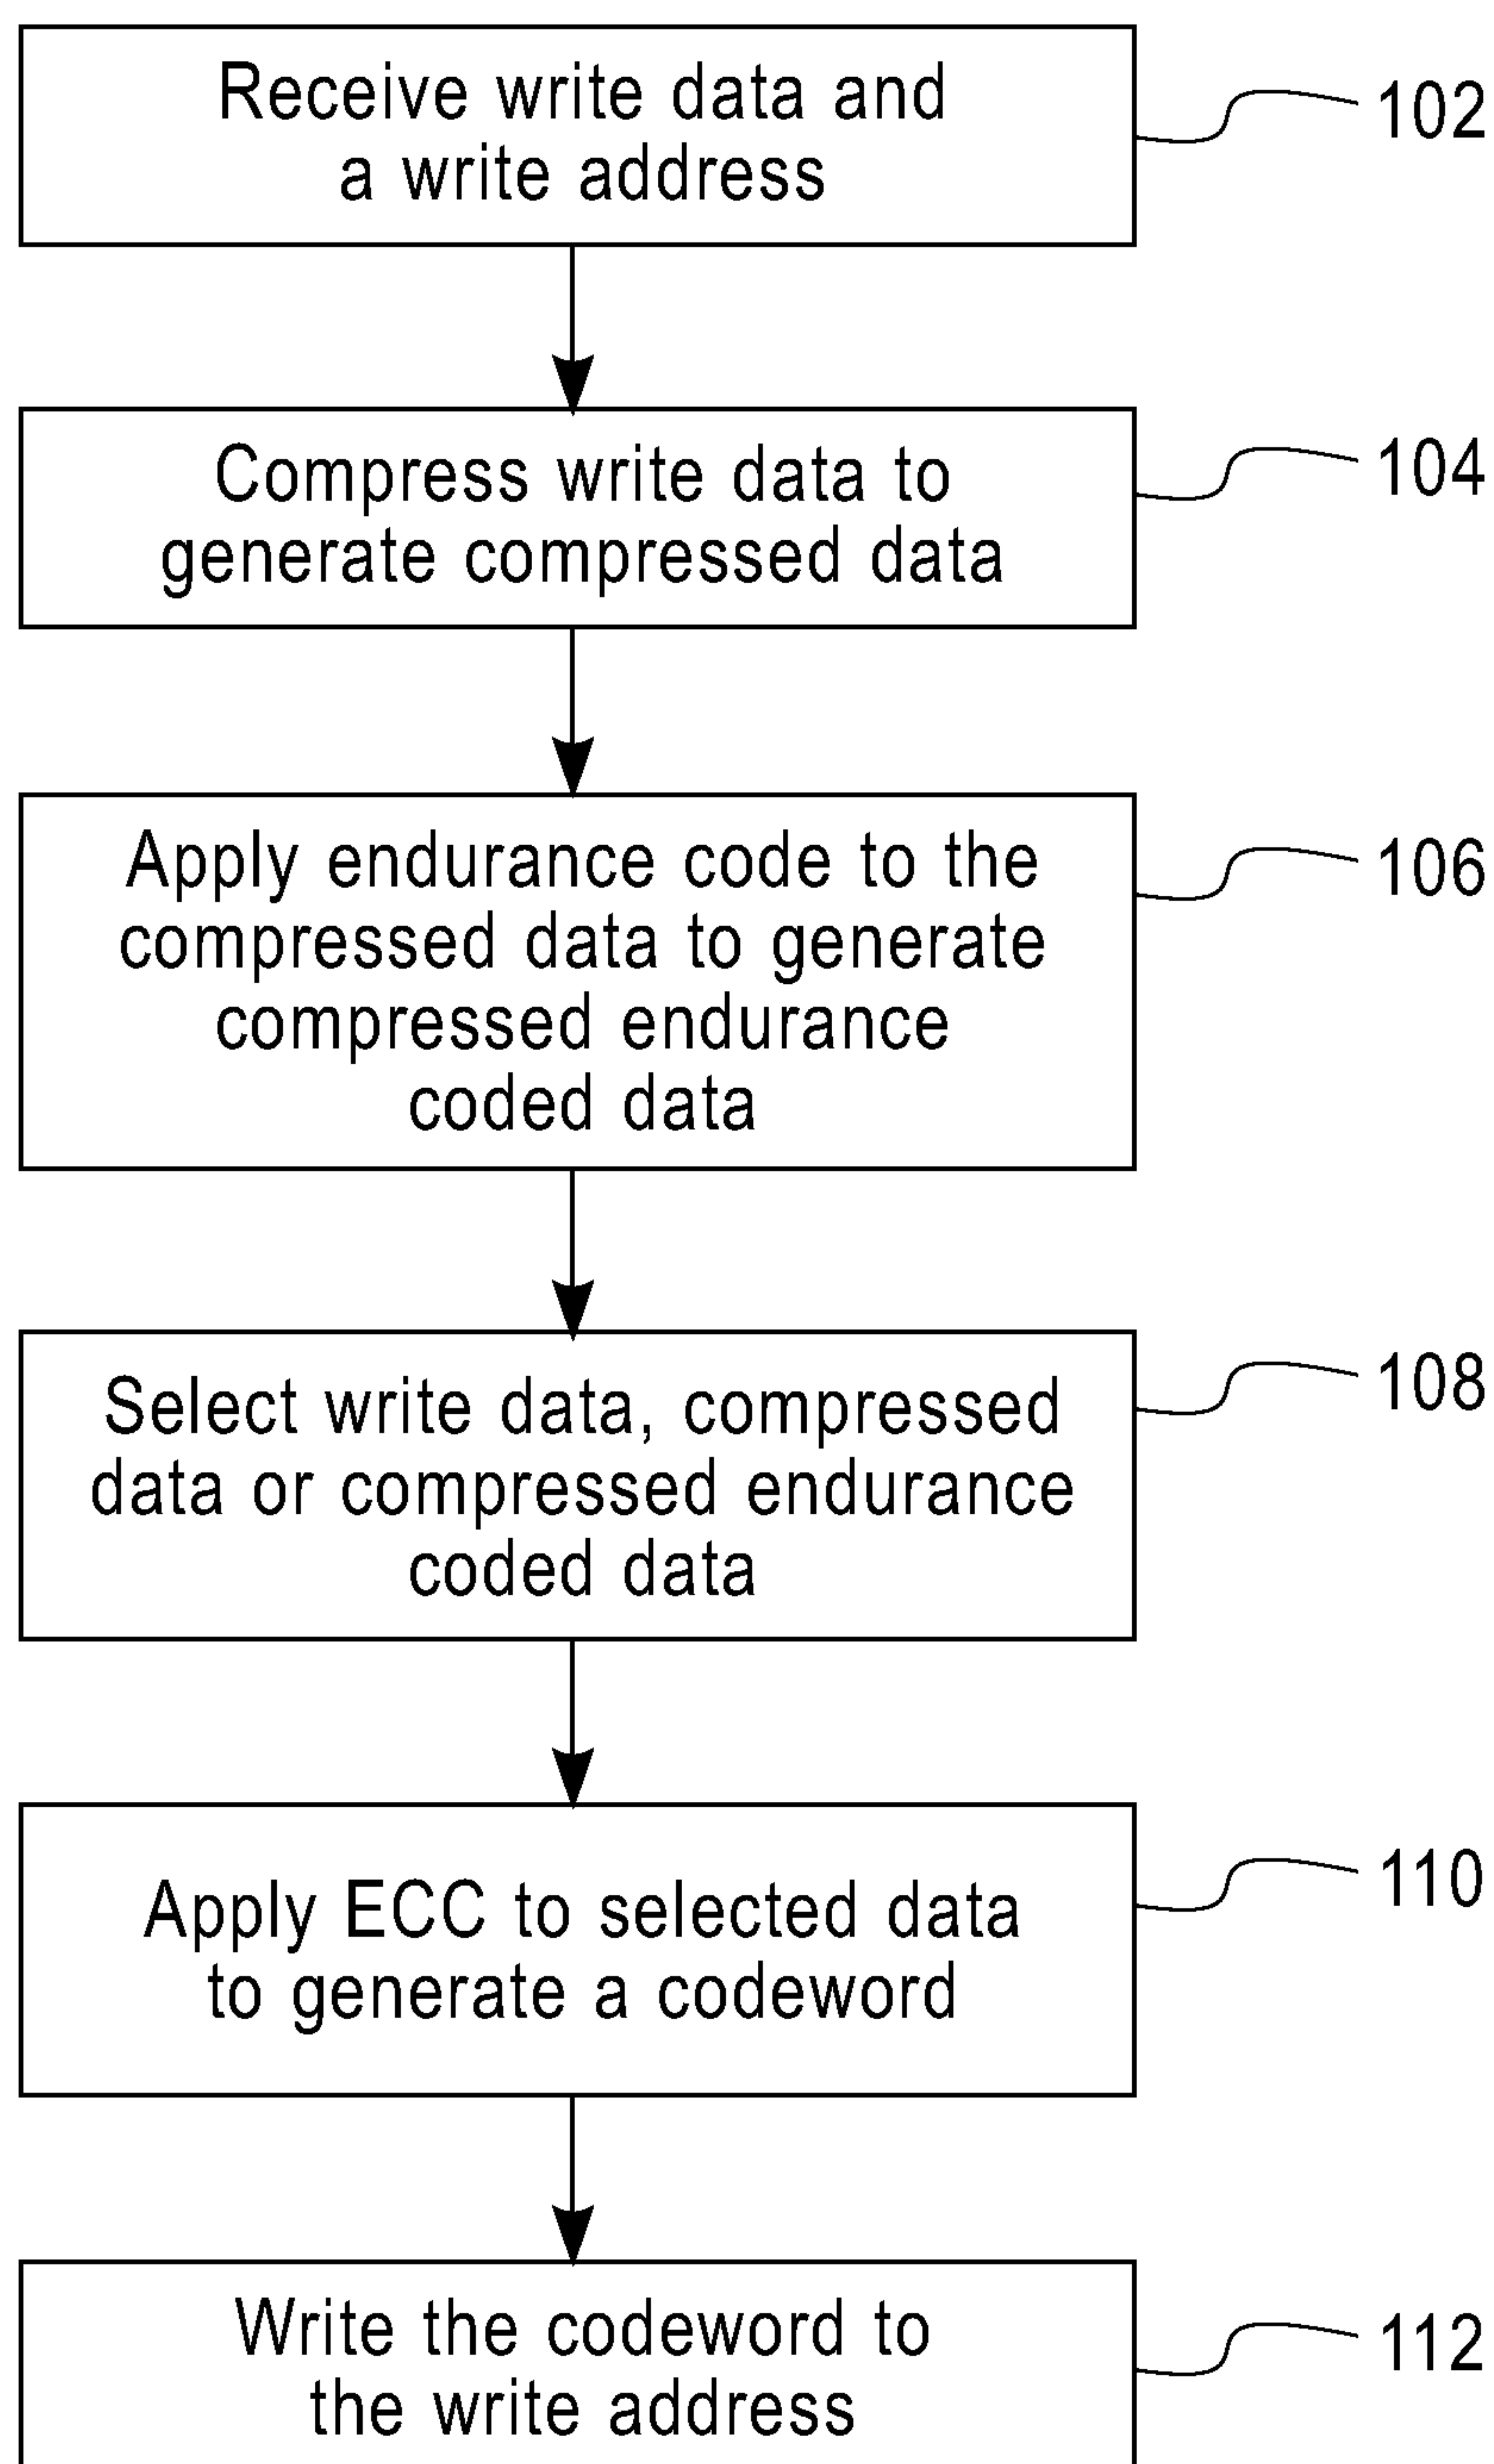 Receive write data and
a write address
102
Compress write data to
generate compressed data
104
Apply endurance code to the
compressed data to generate
compressed endurance
coded data
106
Select write data, compressed
data or compressed endurance
coded data
108
Apply ECC to selected data
to generate a codeword
110
Write the codeword to
the write address
112